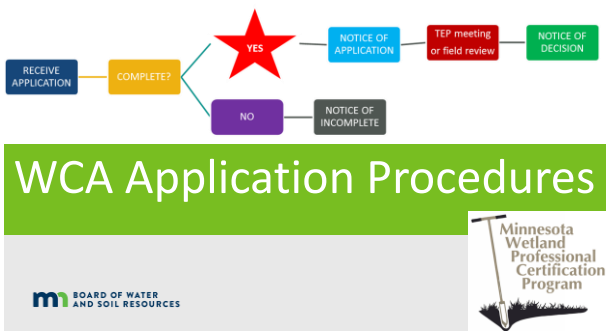 RECEIVE
APPLICATION
COMPLETE?
YES
NOTICE OF
APPLICATION
TEP meeting
or field review
NOTICE OF
DECISION
NO
NOTICE OF
INCOMPLETE
WCA Application Procedures
BOARD OF WATER
AND SOIL RESOURCES
Minnesota
Wetland
Professional
Certification
Program